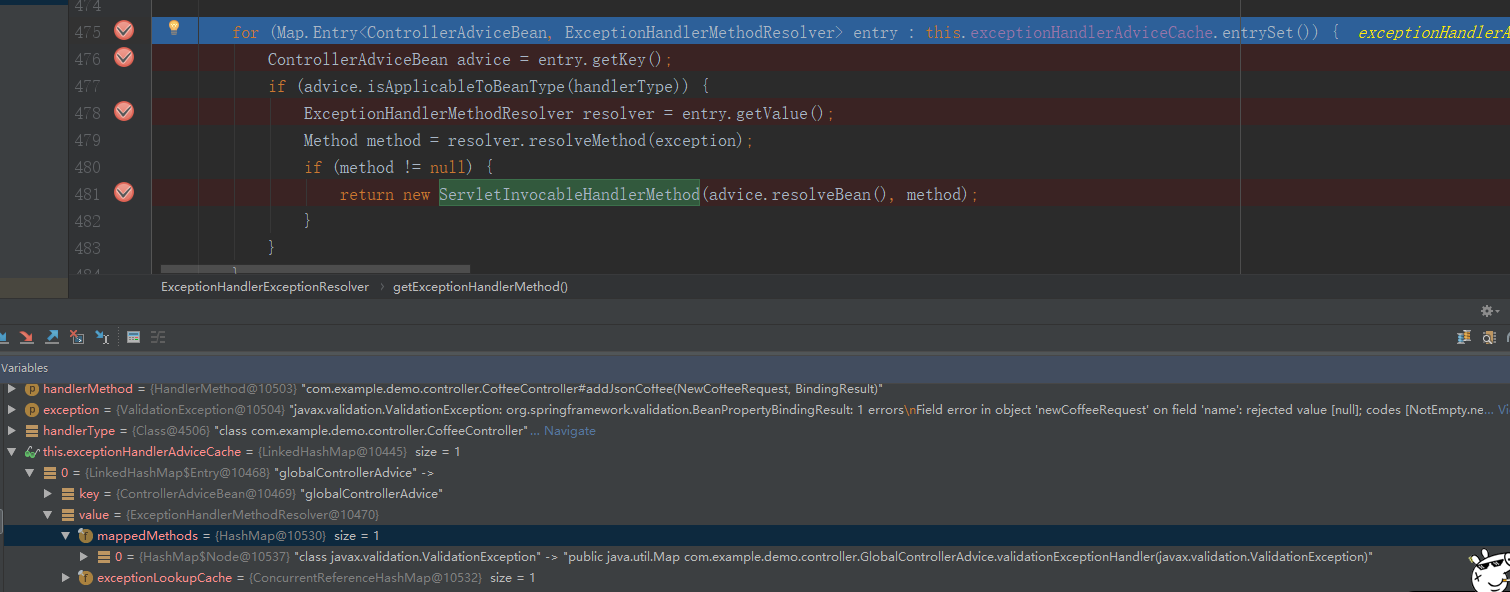 474
475 for (Map.Entry<ControllerAdviceBean, ExceptionHandlerMethodResolver> entry : this.exceptionHandlerAdviceCache.entrySet()) { exceptionHandlerA
476 ControllerAdviceBean advice = entry.getKey();
477 if (advice.isApplicableToBeanType(handlerType)) {
478 ExceptionHandlerMethodResolver resolver = entry.getValue();
479 Method method = resolver.resolveMethod(exception);
480 if (method != null) {
481 return new ServletInvocableHandlerMethod(advice.resolveBean(), method);
482 }
483 }
484 }
ExceptionHandlerExceptionResolver › getExceptionHandlerMethod()
Variables
handlerMethod = {HandlerMethod@10503} "com.example.demo.controller.CoffeeController#addJsonCoffee(NewCoffeeRequest, BindingResult)"
exception = {ValidationException@10504} "javax.validation.ValidationException: org.springframework.validation.BeanPropertyBindingResult: 1 errors\nField error in object 'newCoffeeRequest' on field 'name': rejected value [null]; codes [NotEmpty.ne... Vi
handlerType = {Class@4506} "class com.example.demo.controller.CoffeeController"... Navigate
this.exceptionHandlerAdviceCache = {LinkedHashMap@10445} size = 1
0 = {LinkedHashMap$Entry@10468} "globalControllerAdvice" ->
key = {ControllerAdviceBean@10469} "globalControllerAdvice"
value = {ExceptionHandlerMethodResolver@10470}
mappedMethods = {HashMap@10530} size = 1
0 = {HashMap$Node@10537} "class javax.validation.ValidationException" -> "public java.util.Map com.example.demo.controller.GlobalControllerAdvice.validationExceptionHandler(javax.validation.ValidationException)"
exceptionLookupCache = {ConcurrentReferenceHashMap@10532} size = 1